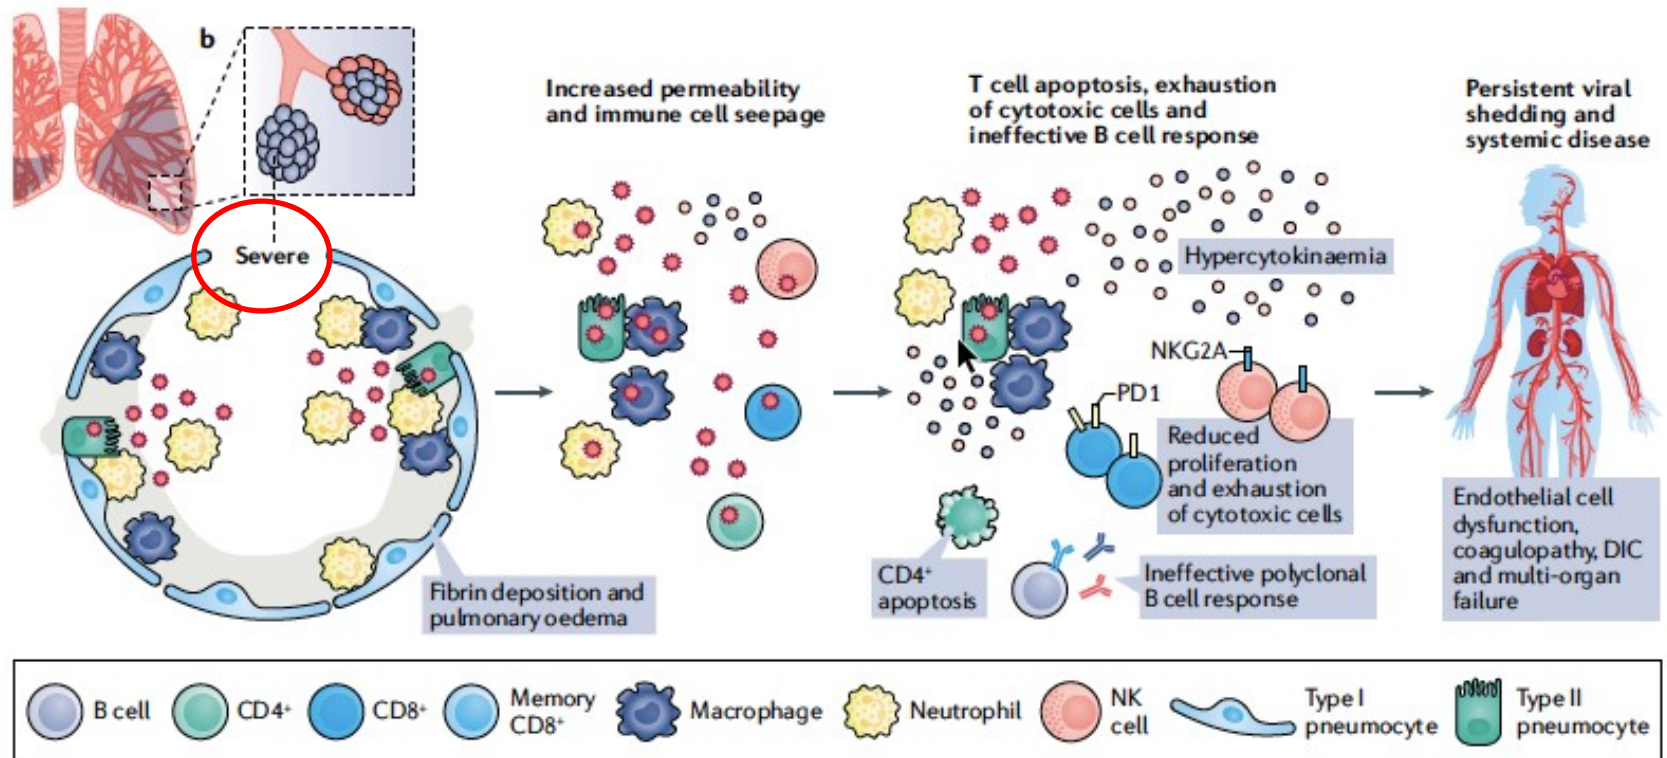 b
Severe
Increased permeability
and immune cell seepage
T cell apoptosis, exhaustion
of cytotoxic cells and
ineffective B cell response
Persistent viral
shedding and
systemic disease
Hypercytokinaemia
NKG2A
PD1
Reduced
proliferation
and exhaustion
of cytotoxic cells
CD4⁺
apoptosis
Ineffective polyclonal
B cell response
Fibrin deposition and
pulmonary oedema
Endothelial cell
dysfunction,
coagulopathy, DIC
and multi-organ
failure
B cell
CD4⁺
CD8⁺
Memory
CD8⁺
Macrophage
Neutrophil
NK
cell
Type I
pneumocyte
Type II
pneumocyte